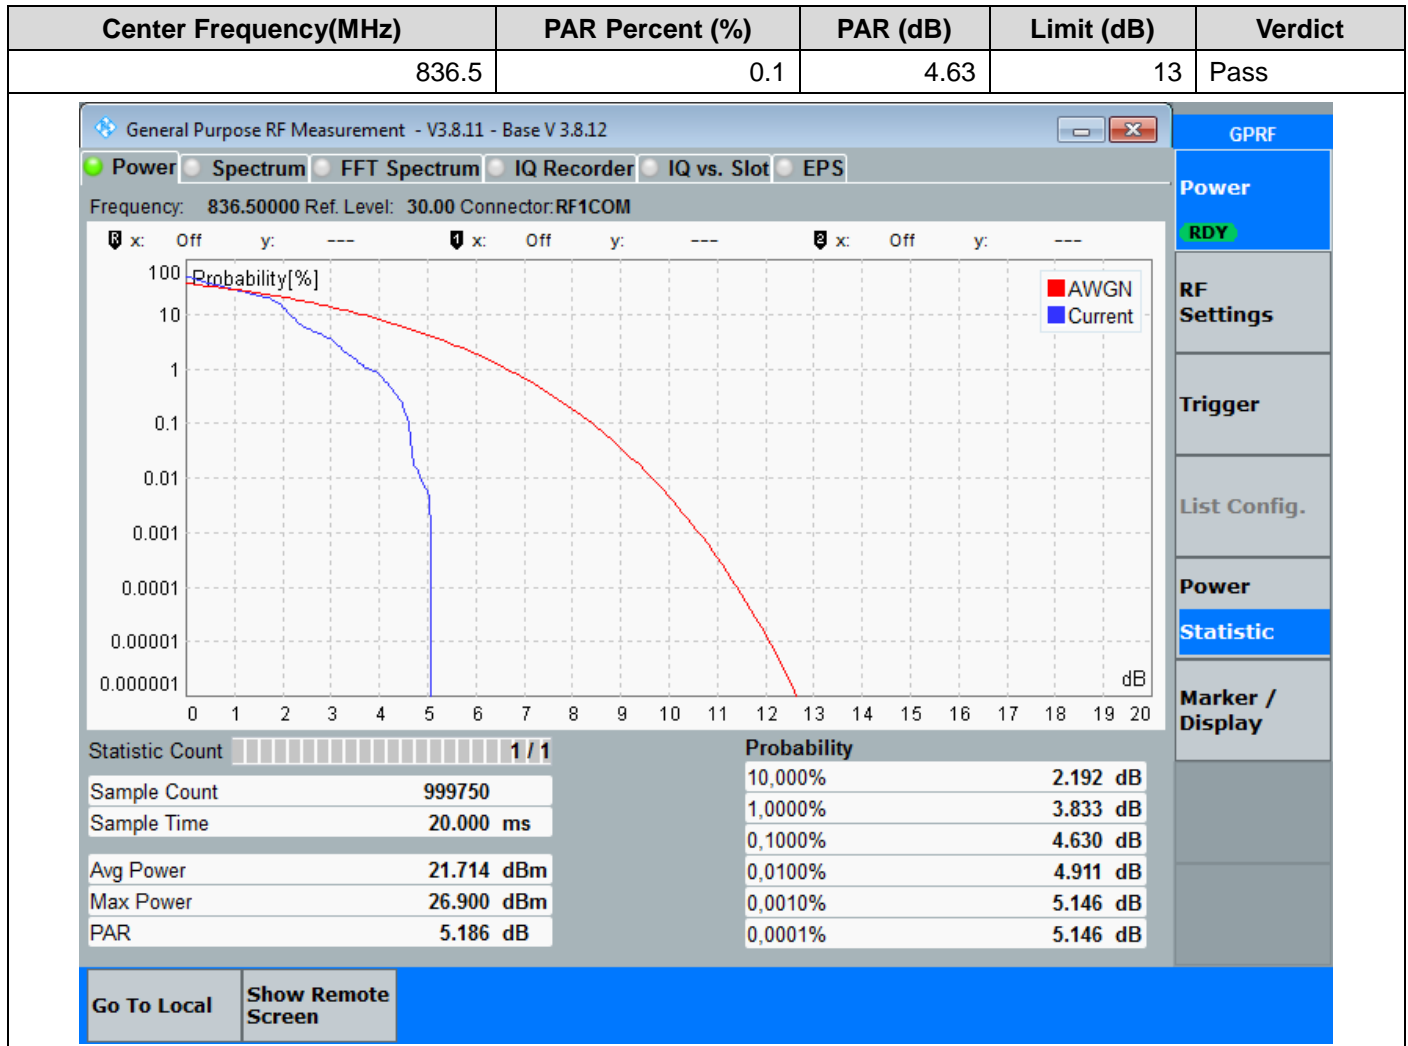 Center Frequency(MHz) PAR Percent (%) PAR (dB) Limit (dB) Verdict
836.5 0.1 4.63 13 Pass
General Purpose RF Measurement - V3.8.11 - Base V 3.8.12
GPRF
Power Spectrum FFT Spectrum IQ Recorder IQ vs. Slot EPS
Frequency: 836.50000 Ref. Level: 30.00 Connector: RF1COM
R x: Off y: --- 1 x: Off y: --- 2 x: Off y: ---
Probability[%]
AWGN
Current
100
10
1
0.1
0.01
0.001
0.0001
0.00001
0.000001
dB
0 1 2 3 4 5 6 7 8 9 10 11 12 13 14 15 16 17 18 19 20
Statistic Count 1 / 1
Sample Count 999750
Sample Time 20.000 ms
Avg Power 21.714 dBm
Max Power 26.900 dBm
PAR 5.186 dB
Probability
10,000% 2.192 dB
1,0000% 3.833 dB
0,1000% 4.630 dB
0,0100% 4.911 dB
0,0010% 5.146 dB
0,0001% 5.146 dB
Power
RDY
RF
Settings
Trigger
List Config.
Power
Statistic
Marker /
Display
Go To Local
Show Remote
Screen